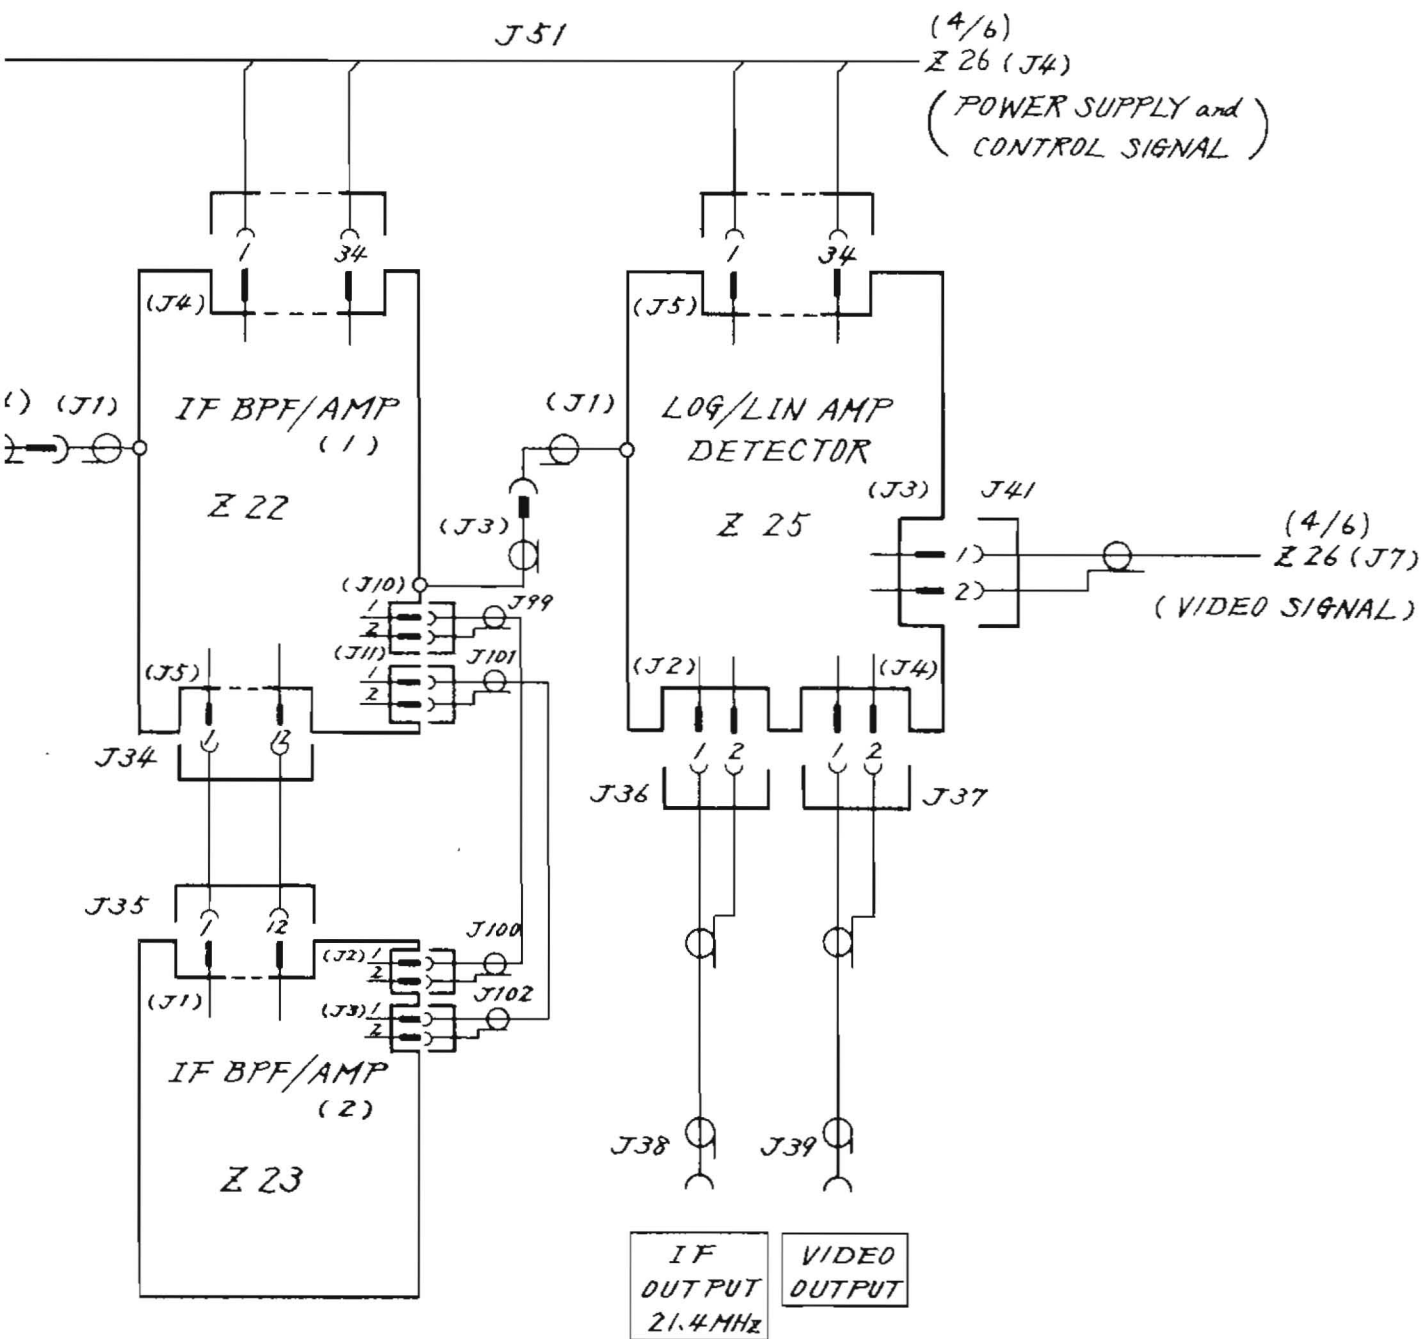 J51
(4/6)
Z 26 (J4)
(POWER SUPPLY and
CONTROL SIGNAL)
1
34
(J4)
1
34
(J5)
(J1)
IF BPF/AMP
(1)
Z 22
(J1)
LOG/LIN AMP
DETECTOR
Z 25
(J3)
(J3)
J41
1
2
(4/6)
Z 26 (J7)
(VIDEO SIGNAL)
(J10)
1
2
J99
(J11)
1
2
J101
(J5)
1
12
J34
(J2)
1
2
J36
(J4)
1
2
J37
J35
1
12
(J1)
(J2)
1
2
J100
(J3)
1
2
J102
IF BPF/AMP
(2)
Z 23
J38
J39
IF
OUTPUT
21.4MHz
VIDEO
OUTPUT